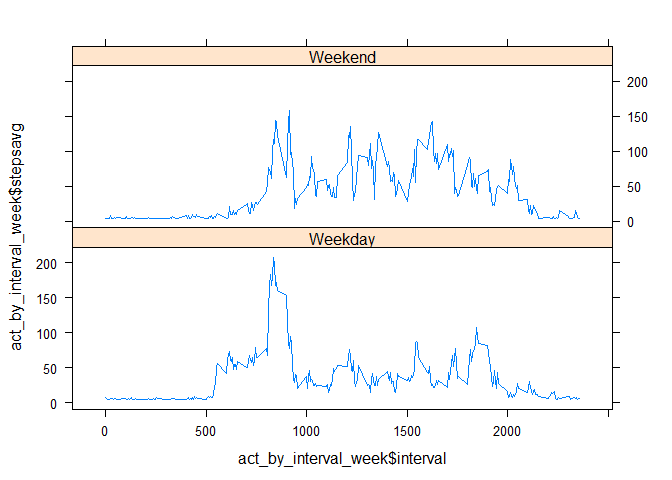 Weekend
200
150
100
50
0
Weekday
200
150
100
50
0
0 500 1000 1500 2000
act_by_interval_week$interval
act_by_interval_week$stepsavg